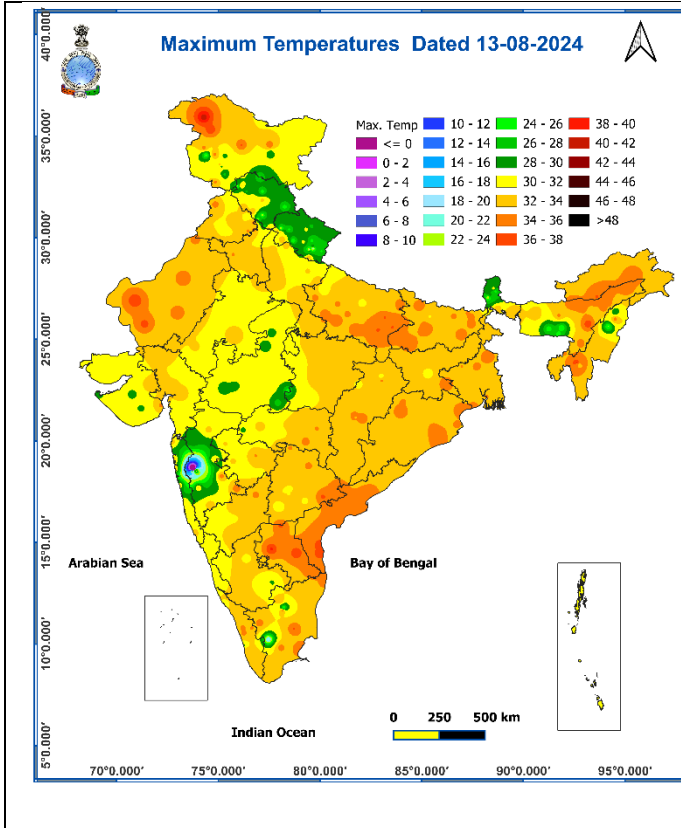 Maximum Temperatures Dated 13-08-2024
Max. Temp
<= 0
0 - 2
2 - 4
4 - 6
6 - 8
8 - 10
10 - 12
12 - 14
14 - 16
16 - 18
18 - 20
20 - 22
22 - 24
24 - 26
26 - 28
28 - 30
30 - 32
32 - 34
34 - 36
36 - 38
38 - 40
40 - 42
42 - 44
44 - 46
46 - 48
>48
40°0.000'
35°0.000'
30°0.000'
25°0.000'
20°0.000'
15°0.000'
10°0.000'
5°0.000'
Arabian Sea
Bay of Bengal
Indian Ocean
0 250 500 km
70°0.000' 75°0.000' 80°0.000' 85°0.000' 90°0.000' 95°0.000'